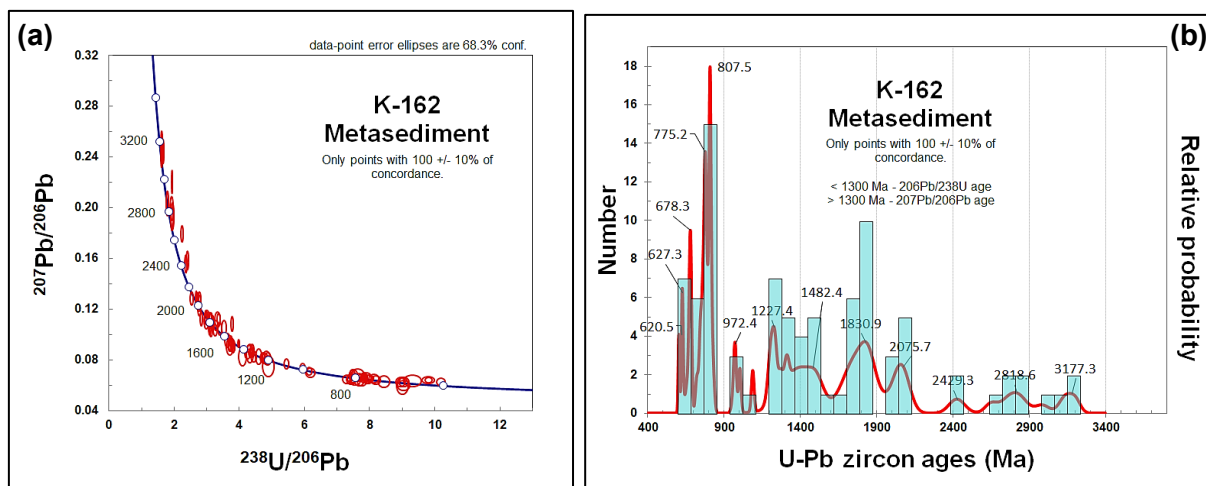 (a)
data-point error ellipses are 68.3% conf.
0.32
0.28
0.24
0.20
0.16
0.12
0.08
0.04
207Pb/206Pb
K-162
Metasediment
Only points with 100 +/- 10% of
concordance.
3200
2800
2400
2000
1600
1200
800
0 2 4 6 8 10 12
238U/206Pb
(b)
18
16
14
12
10
8
6
4
2
0
Number
K-162
Metasediment
Only points with 100 +/- 10% of
concordance.
< 1300 Ma - 206Pb/238U age
> 1300 Ma - 207Pb/206Pb age
807.5
775.2
678.3
627.3
620.5
972.4
1227.4
1482.4
1830.9
2075.7
2429.3
2818.6
3177.3
400 900 1400 1900 2400 2900 3400
U-Pb zircon ages (Ma)
Relative probability